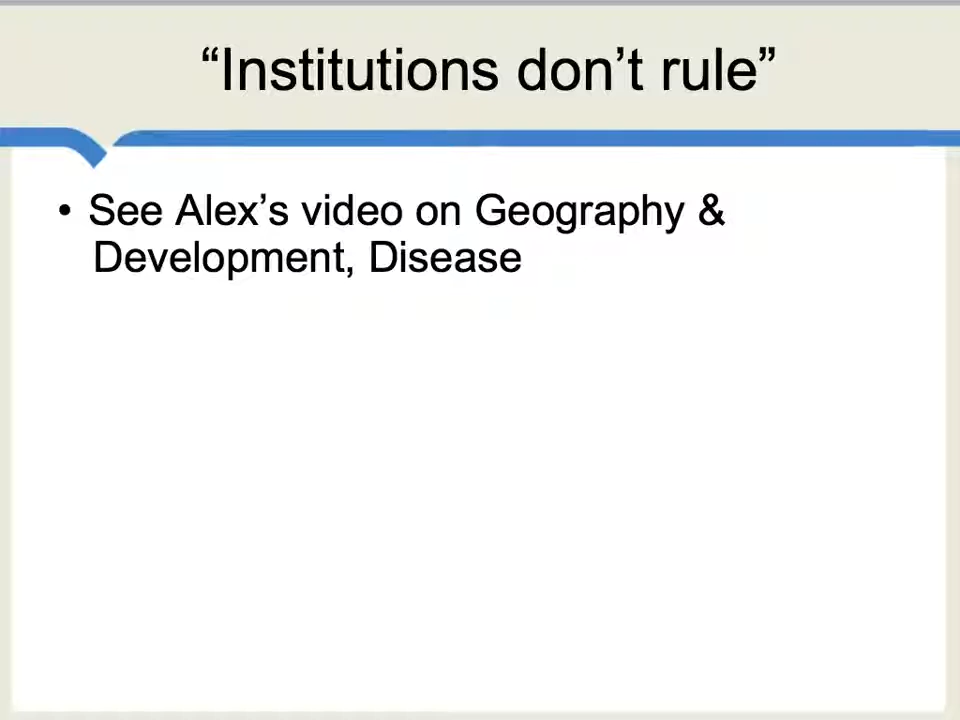 “Institutions don’t rule”
• See Alex’s video on Geography &
Development, Disease